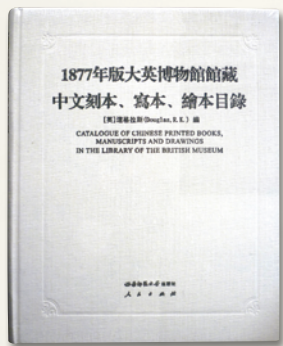 1877年版大英博物館館藏
中文刻本、寫本、繪本目錄
[英]道格拉斯(Douglas, R. K.) 編
CATALOGUE OF CHINESE PRINTED BOOKS,
MANUSCRIPTS AND DRAWINGS
IN THE LIBRARY OF THE BRITISH MUSEUM
人民出版社